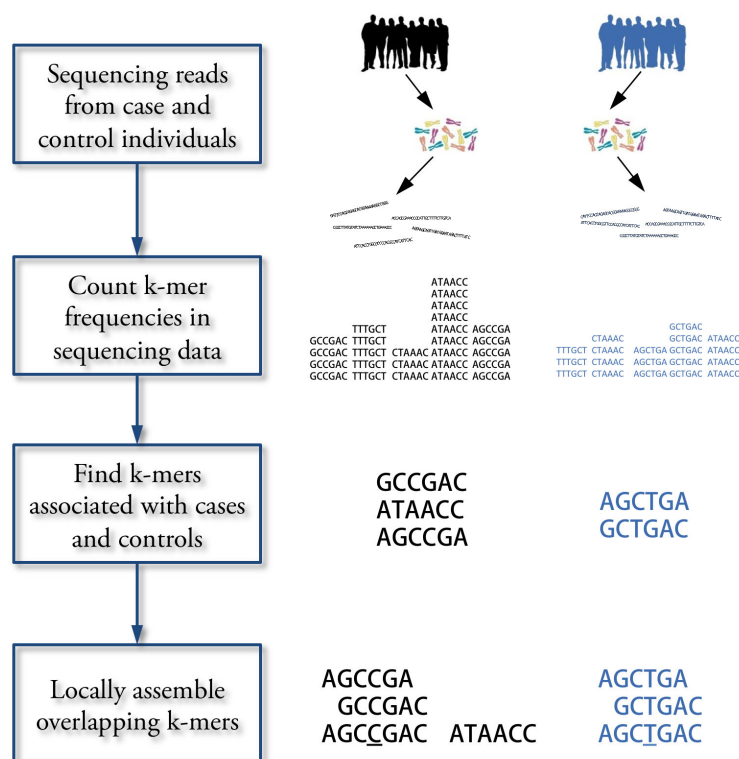 Sequencing reads
from case and
control individuals
Count k-mer
frequencies in
sequencing data
ATAACC
ATAACC
ATAACC
ATAACC
TTTGCT ATAACC AGCCGA
GCCGAC TTTGCT ATAACC AGCCGA
GCCGAC TTTGCT CTAAAC ATAACC AGCCGA
GCCGAC TTTGCT CTAAAC ATAACC AGCCGA
GCCGAC TTTGCT CTAAAC ATAACC AGCCGA
GCTGAC
CTAAAC GCTGAC ATAACC
TTTGCT CTAAAC AGCTGA GCTGAC ATAACC
TTTGCT CTAAAC AGCTGA GCTGAC ATAACC
TTTGCT CTAAAC AGCTGA GCTGAC ATAACC
Find k-mers
associated with cases
and controls
GCCGAC
ATAACC
AGCCGA
AGCTGA
GCTGAC
Locally assemble
overlapping k-mers
AGCCGA
GCCGAC
AGCCGAC ATAACC
AGCTGA
GCTGAC
AGCTGAC